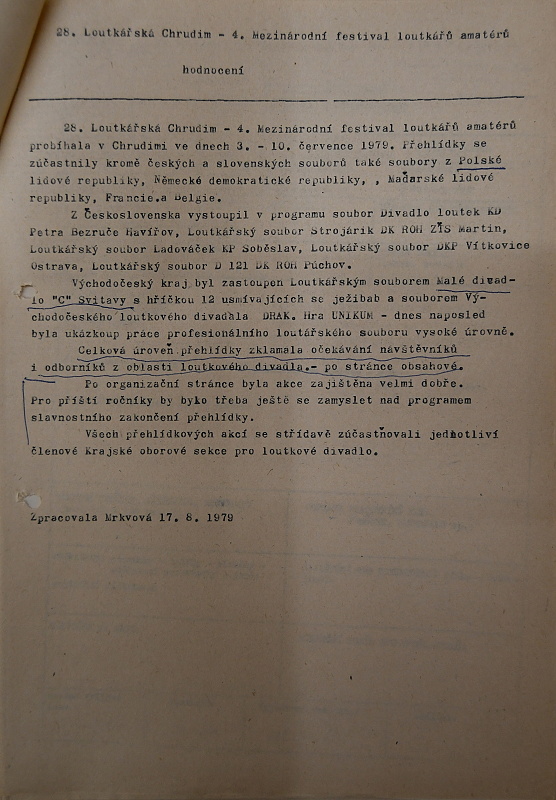 28. Loutkářská Chrudim - 4. Mezinárodní festival loutkářů amatérů
hodnocení
28. Loutkářská Chrudim - 4. Mezinárodní festival loutkářů amatérů
probíhala v Chrudimi ve dnech 3. - 10. července 1979. Přehlídky se
zúčastnily kromě českých a slovenských souborů také soubory z Polské
lidové republiky, Německé demokratické republiky, , Maďarské lidové
republiky, Francie.a Belgie.
Z Československa vystoupil v programu soubor Divadlo loutek KD
Petra Bezruče Havířov, Loutkářský soubor Strojárik DK ROH ZŤS Martin,
Loutkářský soubor Ladováček KP Soběslav, Loutkářský soubor DKP Vítkovice
Ostrava, Loutkářský soubor D 121 DK ROH Púchov.
Východočeský kraj byl zastoupen Loutkářským souborem Malé divad-
lo "C" Svitavy s hříčkou 12 usmívajících se ježibab a souborem Vý-
chodočeského loutkového divadala DRAK. Hra UNIKUM - dnes naposled
byla ukázkoup práce profesionálního loutářského souboru vysoké úrovně.
Celková úroveň přehlídky zklamala očekávání návštěvníků
i odborníků z oblasti loutkového divadla.- po stránce obsahové.
Po organizační stránce byla akce zajištěna velmi dobře.
Pro příští ročníky by byko třeba ještě se zamyslet nad programem
slavnostního zakončení přehlídky.
Všech přehlídkových akcí se střídavě zúčastňovali jednotliví
členové Krajské oborové sekce pro loutkové divadlo.
Zpracovala Mrkvová 17. 8. 1979